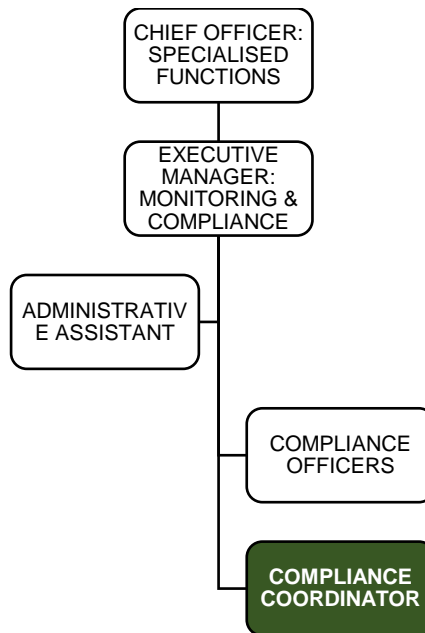 CHIEF OFFICER:
SPECIALISED
FUNCTIONS
EXECUTIVE
MANAGER:
MONITORING &
COMPLIANCE
ADMINISTRATIV
E ASSISTANT
COMPLIANCE
OFFICERS
COMPLIANCE
COORDINATOR